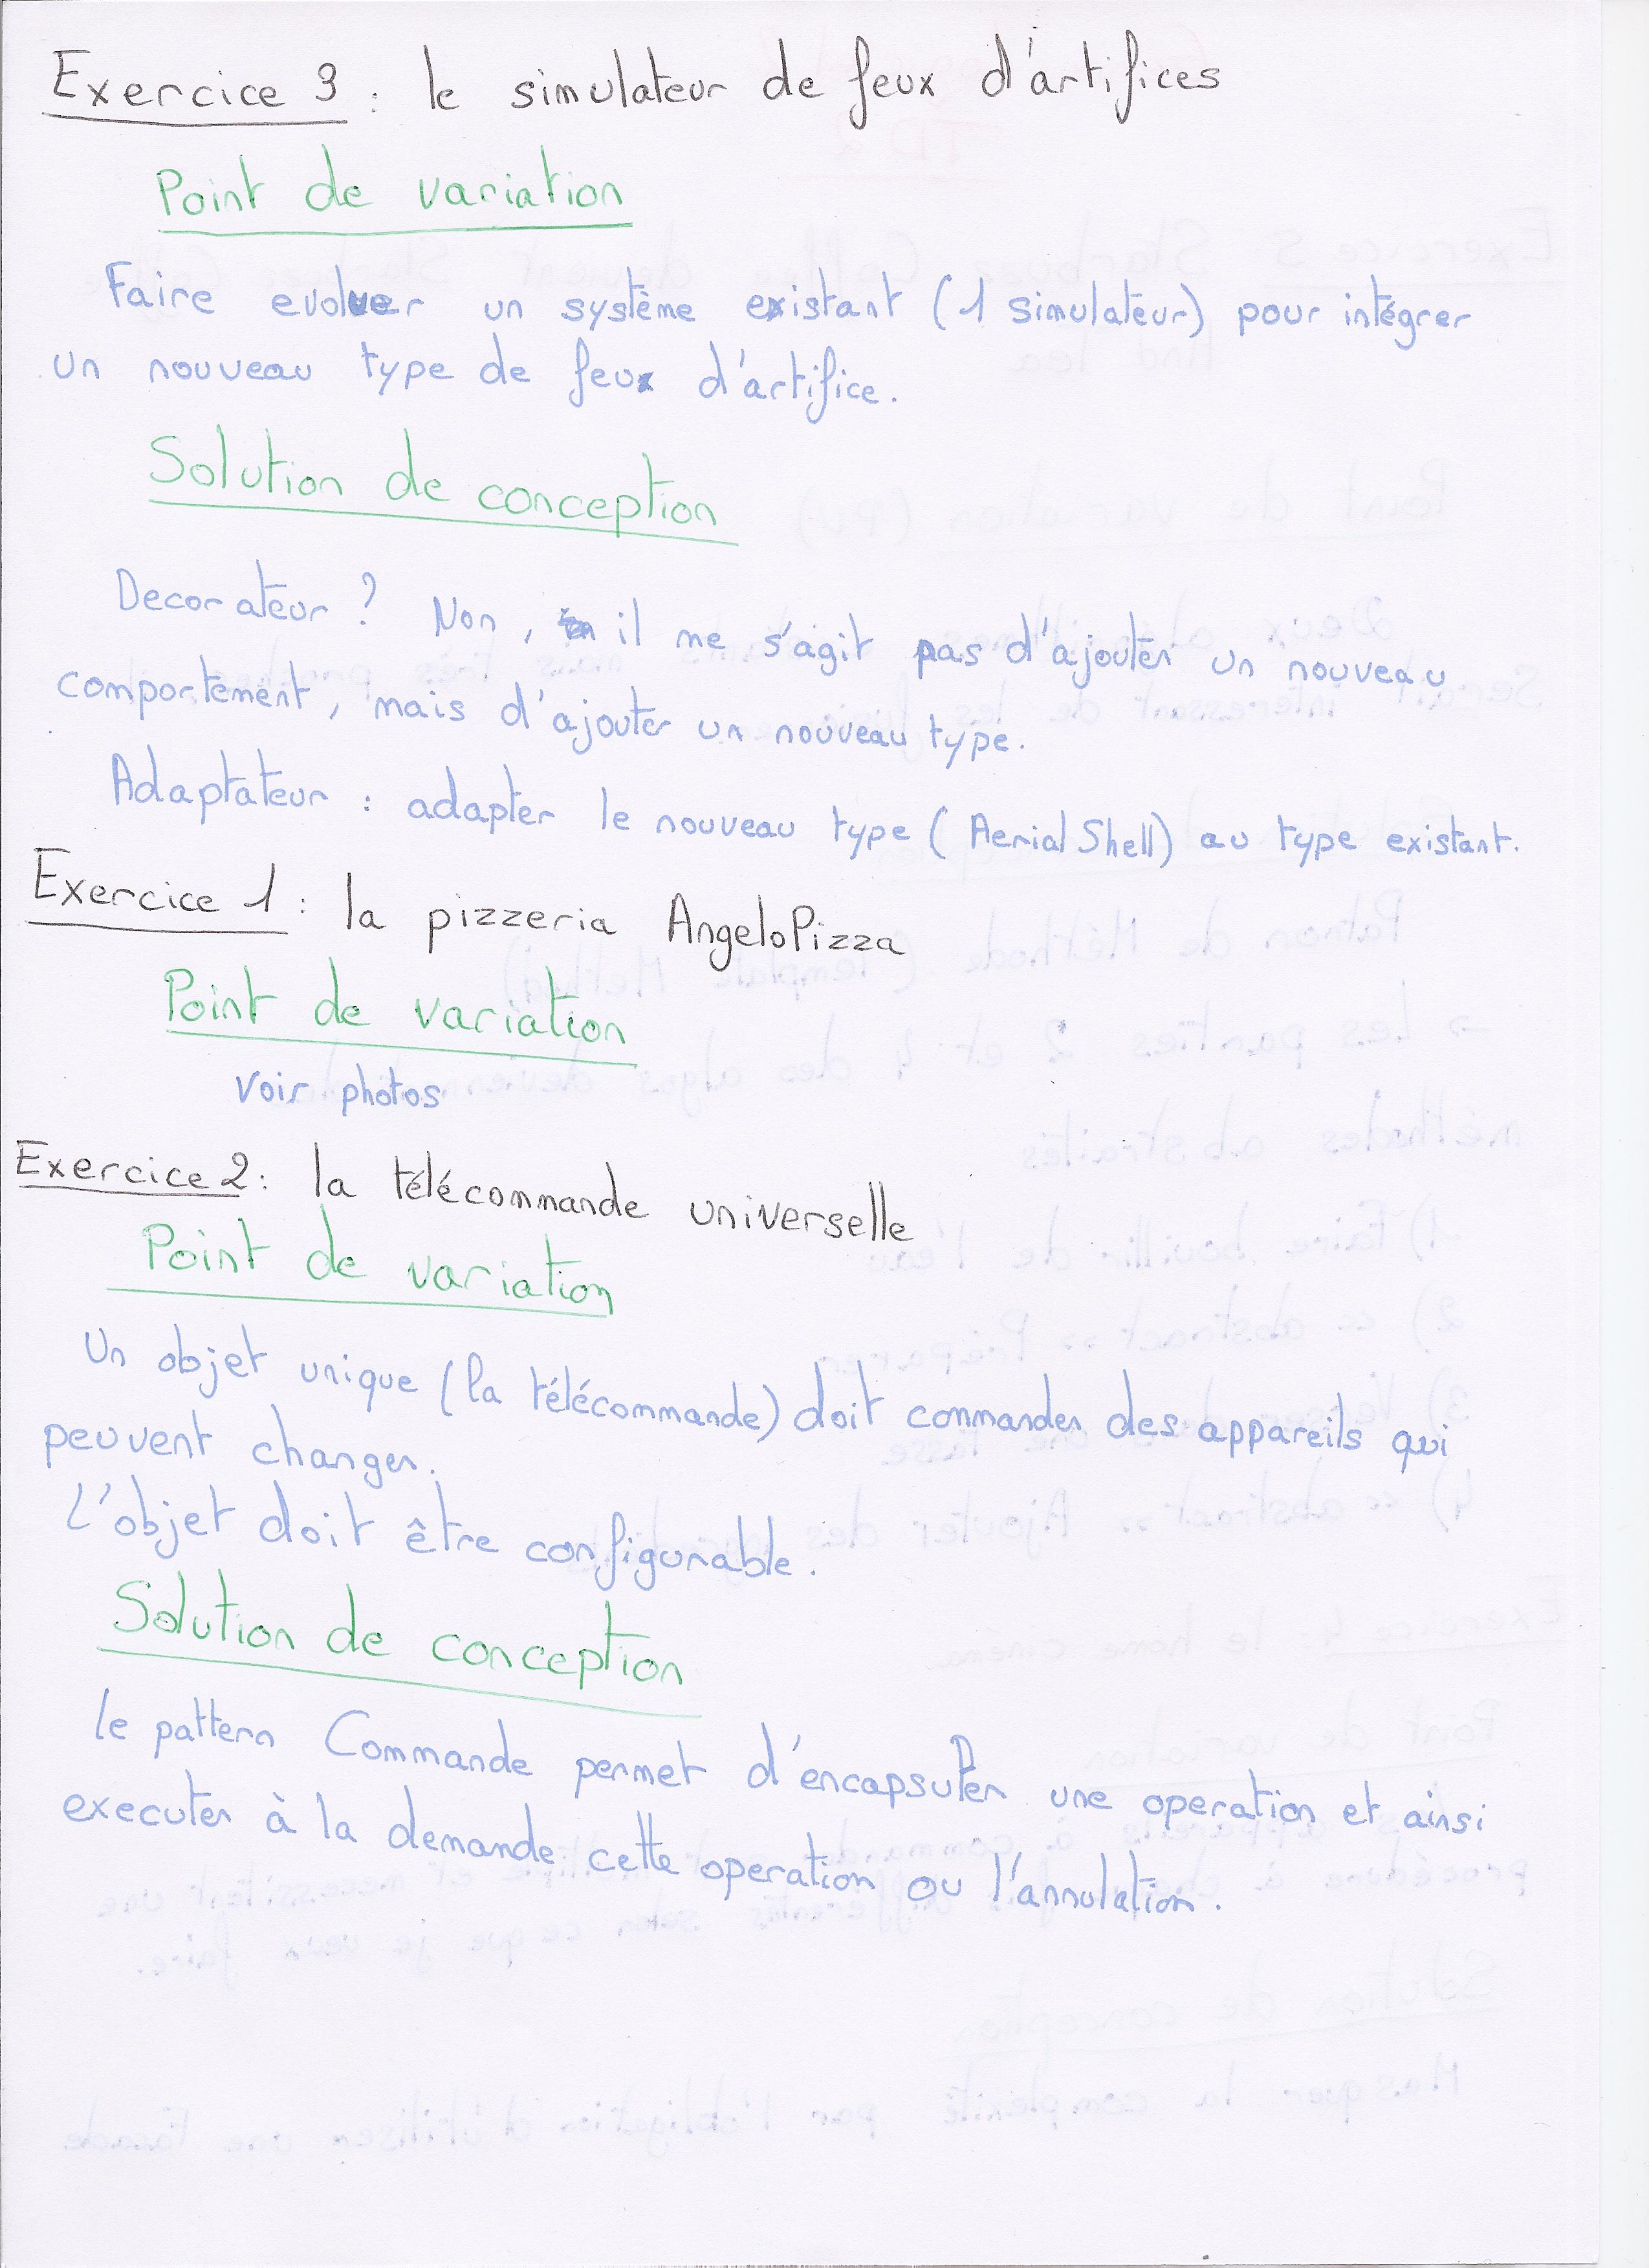 Exercice 3 : le simulateur de feux d'artifices
Point de variation
Faire evoluer un système existant (1 simulateur) pour intégrer
un nouveau type de feux d'artifice.
Solution de conception
Decorateur ? Non, il me s'agit pas d'ajouter un nouveau
comportement, mais d'ajouter un nouveau type.
Adaptateur : adapter le nouveau type (AerialShell) au type existant.
Exercice 1 : la pizzeria AngeloPizza
Point de variation
voir photos
Exercice 2 : la télécommande universelle
Point de variation
Un objet unique (la télécommande) doit commander des appareils qui
peuvent changer.
L'objet doit être configurable.
Solution de conception
le pattern Commande permet d'encapsuler une operation et ainsi
executer à la demande cette operation ou l'annulation.